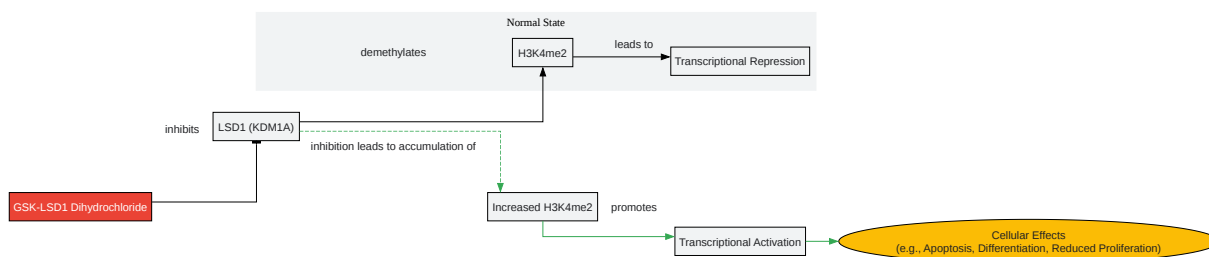 Normal State
demethylates
H3K4me2
leads to
Transcriptional Repression
inhibits
LSD1 (KDM1A)
inhibition leads to accumulation of
GSK-LSD1 Dihydrochloride
Increased H3K4me2
promotes
Transcriptional Activation
Cellular Effects
(e.g., Apoptosis, Differentiation, Reduced Proliferation)